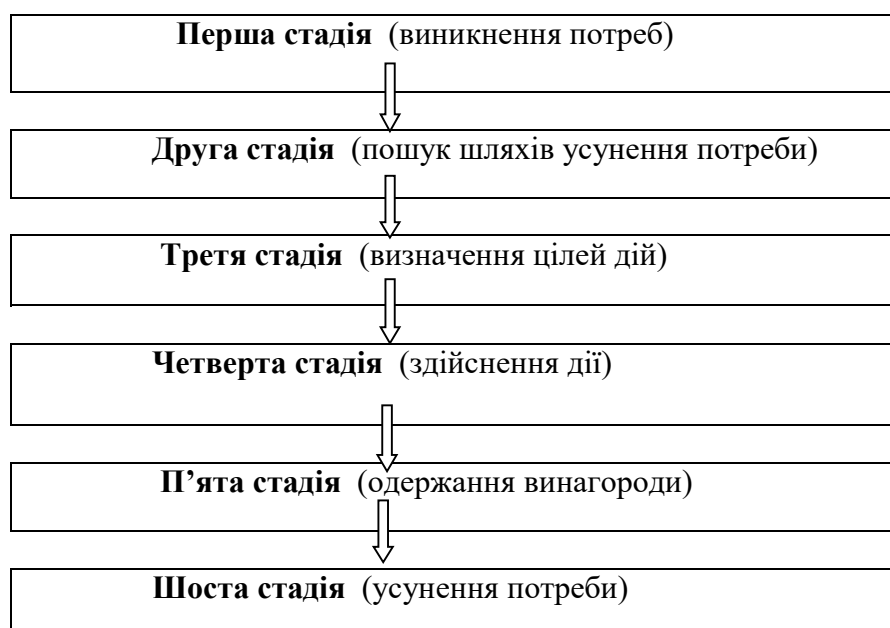 Перша стадія (виникнення потреб)
Друга стадія (пошук шляхів усунення потреби)
Третя стадія (визначення цілей дій)
Четверта стадія (здійснення дії)
П’ята стадія (одержання винагороди)
Шоста стадія (усунення потреби)